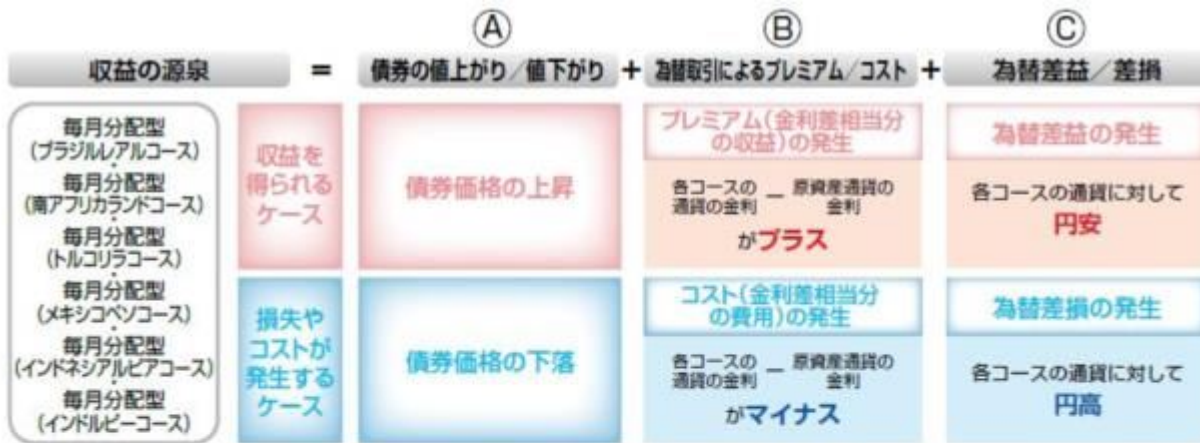 Ⓐ
Ⓑ
Ⓒ
収益の源泉 = 債券の値上がり/値下がり + 為替取引によるプレミアム/コスト + 為替差益/差損
毎月分配型
(ブラジルレアルコース)
毎月分配型
(南アフリカランドコース)
毎月分配型
(トルコリラコース)
毎月分配型
(メキシコペソコース)
毎月分配型
(インドネシアルピアコース)
毎月分配型
(インドルピーコース)
収益を
得られる
ケース
債券価格の上昇
プレミアム(金利差相当分
の収益)の発生
各コースの
通貨の金利
－
原資産通貨の
金利
がプラス
為替差益の発生
各コースの通貨に対して
円安
損失や
コストが
発生する
ケース
債券価格の下落
コスト(金利差相当分
の費用)の発生
各コースの
通貨の金利
－
原資産通貨の
金利
がマイナス
為替差損の発生
各コースの通貨に対して
円高